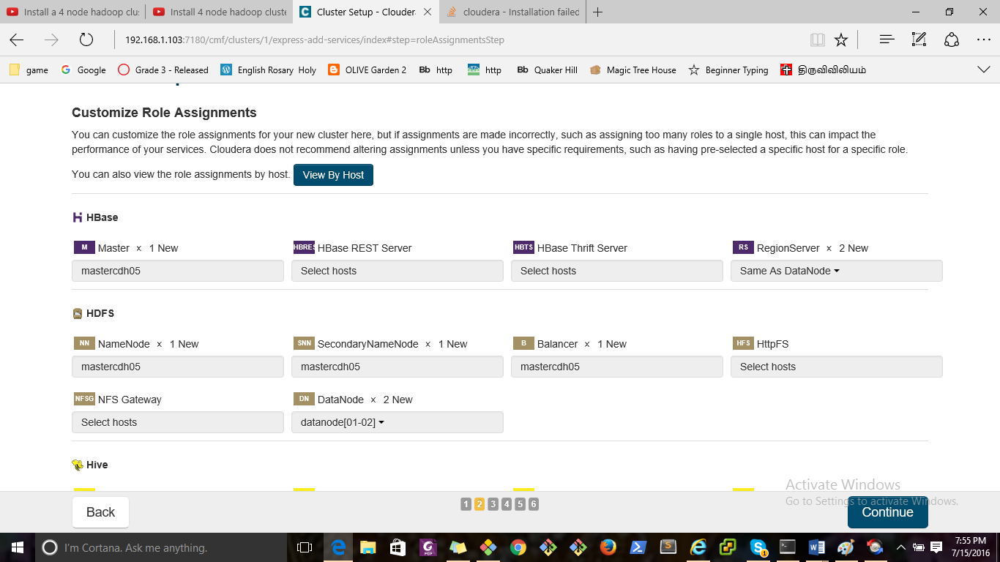 Install a 4 node hadoop clu:
Install 4 node hadoop cluste
Cluster Setup - Clouder
cloudera - Installation failed
192.168.1.103:7180/cmf/clusters/1/express-add-services/index#step=roleAssignmentsStep
game Google Grade 3 - Released English Rosary Holy OLIVE Garden 2 Bb http http Bb Quaker Hill Magic Tree House Beginner Typing திருவிவிலியம்
Customize Role Assignments
You can customize the role assignments for your new cluster here, but if assignments are made incorrectly, such as assigning too many roles to a single host, this can impact the
performance of your services. Cloudera does not recommend altering assignments unless you have specific requirements, such as having pre-selected a specific host for a specific role.
You can also view the role assignments by host. View By Host
HBase
M Master × 1 New
HBRES HBase REST Server
HBTS HBase Thrift Server
RS RegionServer × 2 New
mastercdh05
Select hosts
Select hosts
Same As DataNode
HDFS
NN NameNode × 1 New
SNN SecondaryNameNode × 1 New
B Balancer × 1 New
HFS HttpFS
mastercdh05
mastercdh05
mastercdh05
Select hosts
NFSG NFS Gateway
DN DataNode × 2 New
Select hosts
datanode[01-02]
Hive
Activate Windows
Go to Settings to activate Windows.
Back
1 2 3 4 5 6
Continue
I'm Cortana. Ask me anything.
7:55 PM
7/15/2016